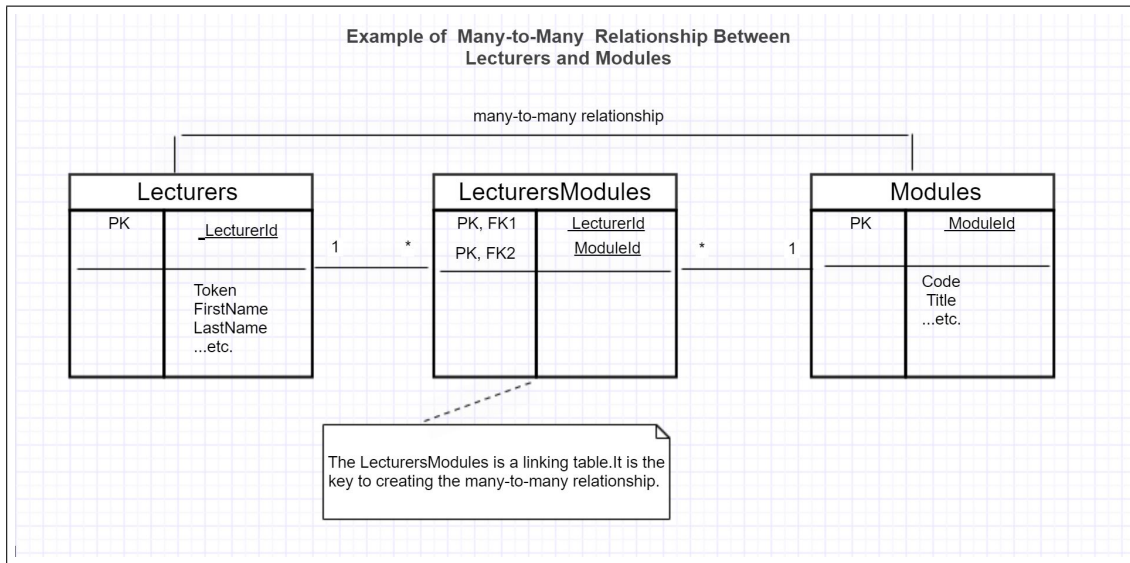 Example of Many-to-Many Relationship Between
Lecturers and Modules
many-to-many relationship
Lecturers
PK
_LecturerId
Token
FirstName
LastName
...etc.
1
*
LecturersModules
PK, FK1
LecturerId
PK, FK2
ModuleId
*
1
Modules
PK
ModuleId
Code
Title
...etc.
The LecturersModules is a linking table.It is the
key to creating the many-to-many relationship.